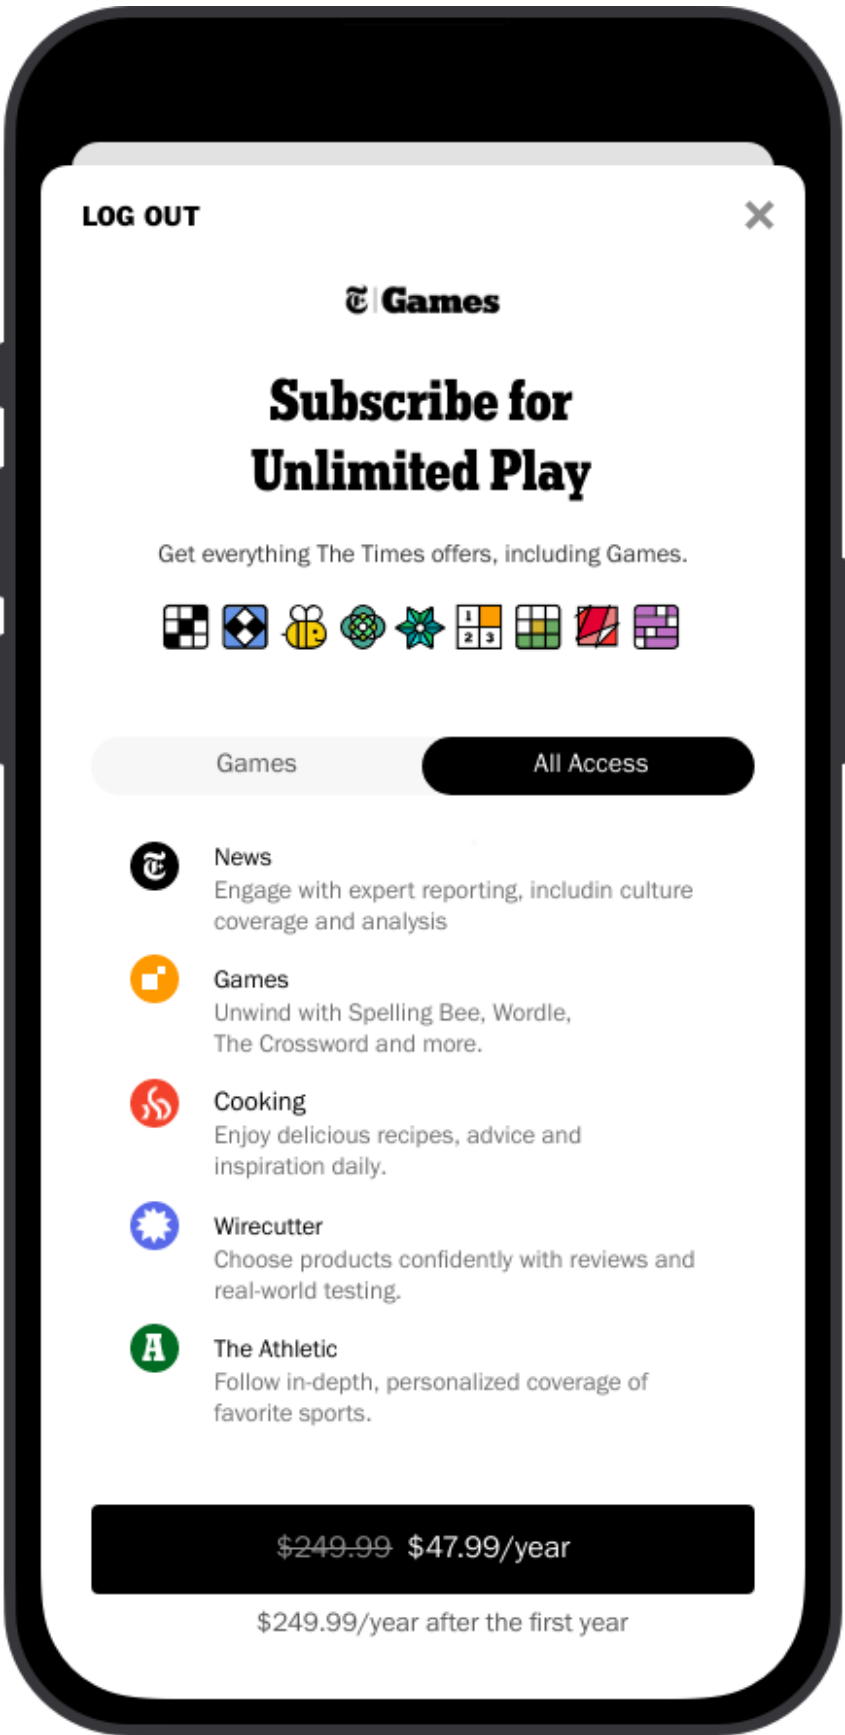 LOG OUT
T Games
Subscribe for
Unlimited Play
Get everything The Times offers, including Games.
1
2 3
Games All Access
T
News
Engage with expert reporting, includin culture
coverage and analysis
Games
Unwind with Spelling Bee, Wordle,
The Crossword and more.
Cooking
Enjoy delicious recipes, advice and
inspiration daily.
Wirecutter
Choose products confidently with reviews and
real-world testing.
A
The Athletic
Follow in-depth, personalized coverage of
favorite sports.
$249.99 $47.99/year
$249.99/year after the first year